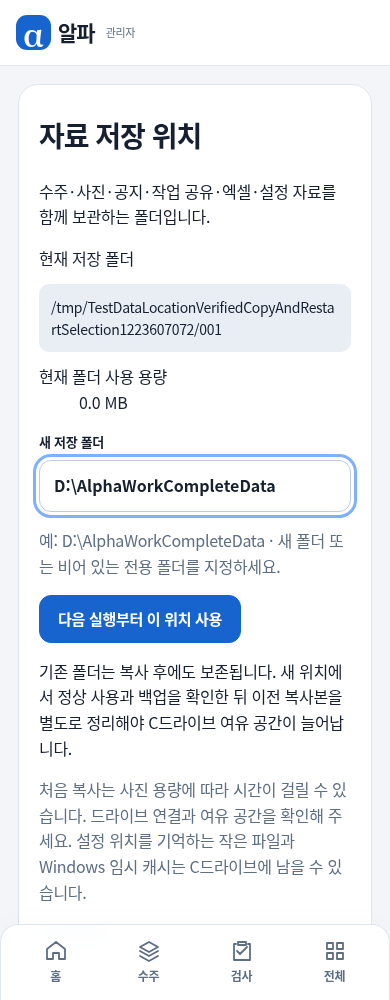 α 알파 관리자
자료 저장 위치
수주·사진·공지·작업 공유·엑셀·설정 자료를
함께 보관하는 폴더입니다.
현재 저장 폴더
/tmp/TestDataLocationVerifiedCopyAndResta
rtSelection1223607072/001
현재 폴더 사용 용량
0.0 MB
새 저장 폴더
D:\AlphaWorkCompleteData
예: D:\AlphaWorkCompleteData · 새 폴더 또
는 비어 있는 전용 폴더를 지정하세요.
다음 실행부터 이 위치 사용
기존 폴더는 복사 후에도 보존됩니다. 새 위치에
서 정상 사용과 백업을 확인한 뒤 이전 복사본을
별도로 정리해야 C드라이브 여유 공간이 늘어납
니다.
처음 복사는 사진 용량에 따라 시간이 걸릴 수 있
습니다. 드라이브 연결과 여유 공간을 확인해 주
세요. 설정 위치를 기억하는 작은 파일과
Windows 임시 캐시는 C드라이브에 남을 수 있
습니다.
홈 수주 검사 전체